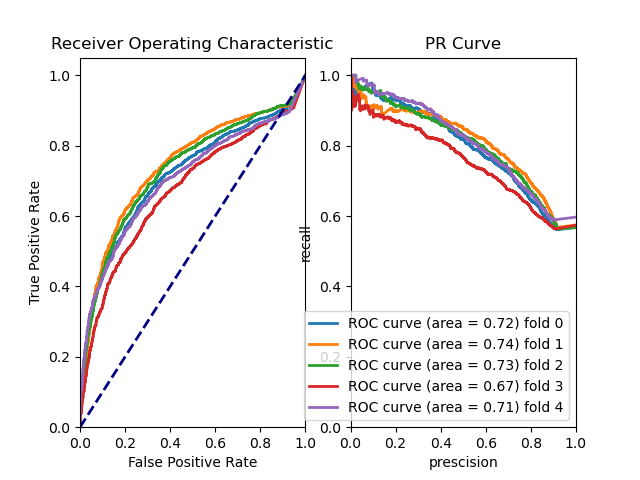 Receiver Operating Characteristic
PR Curve
1.0
0.8
0.6
0.4
0.2
0.0
True Positive Rate
0.0
0.2
0.4
0.6
0.8
1.0
False Positive Rate
1.0
0.8
0.6
0.4
0.2
0.0
recall
0.0
0.2
0.4
0.6
0.8
1.0
prescision
ROC curve (area = 0.72) fold 0
ROC curve (area = 0.74) fold 1
ROC curve (area = 0.73) fold 2
ROC curve (area = 0.67) fold 3
ROC curve (area = 0.71) fold 4